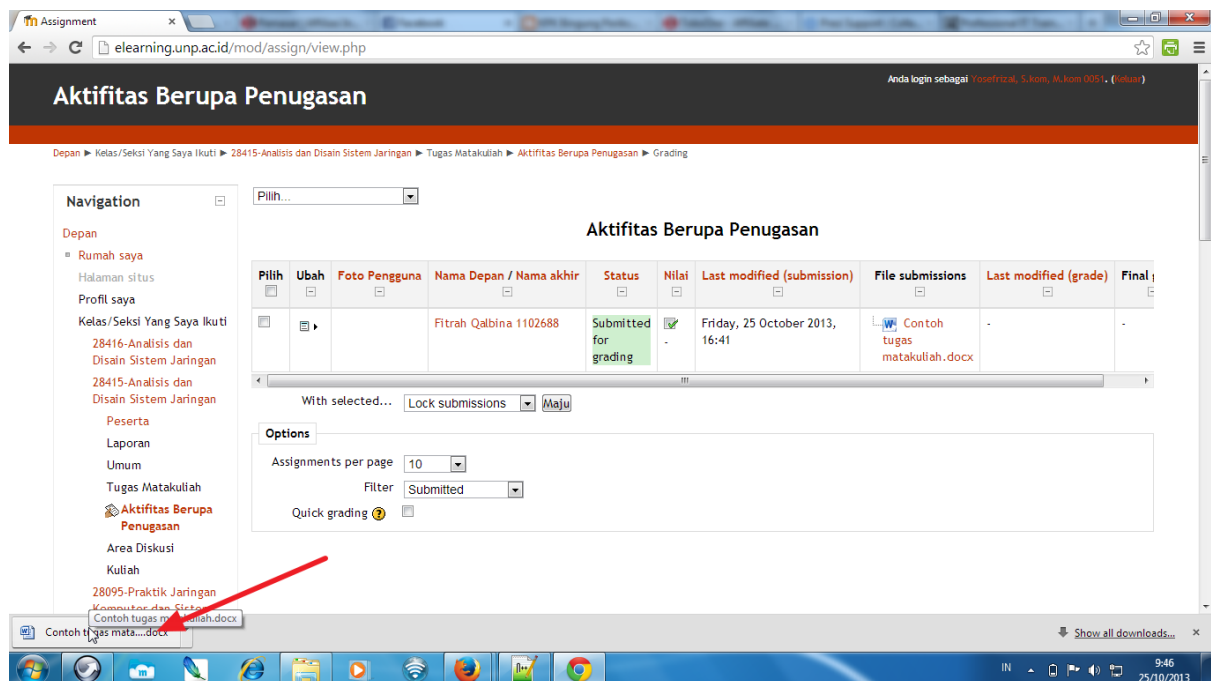 Assignment
elearning.unp.ac.id/mod/assign/view.php
Anda login sebagai Yosefrizal, S.kom, M.kom 0051. (Keluar)
Aktifitas Berupa Penugasan
Depan ► Kelas/Seksi Yang Saya Ikuti ► 28415-Analisis dan Disain Sistem Jaringan ► Tugas Matakuliah ► Aktifitas Berupa Penugasan ► Grading
Navigation
Depan
Rumah saya
Halaman situs
Profil saya
Kelas/Seksi Yang Saya Ikuti
28416-Analisis dan
Disain Sistem Jaringan
28415-Analisis dan
Disain Sistem Jaringan
Peserta
Laporan
Umum
Tugas Matakuliah
Aktifitas Berupa
Penugasan
Area Diskusi
Kuliah
28095-Praktik Jaringan
Komputer dan Sistem
Pilih...
Aktifitas Berupa Penugasan
Pilih Ubah Foto Pengguna Nama Depan / Nama akhir Status Nilai Last modified (submission) File submissions Last modified (grade) Final
Fitrah Qalbina 1102688
Submitted
for
grading
-
Friday, 25 October 2013,
16:41
Contoh
tugas
matakuliah.docx
-
-
With selected... Lock submissions Maju
Options
Assignments per page 10
Filter Submitted
Quick grading
Contoh tugas matakuliah.docx
Contoh tugas mata....docx
Show all downloads...
IN
9:46
25/10/2013